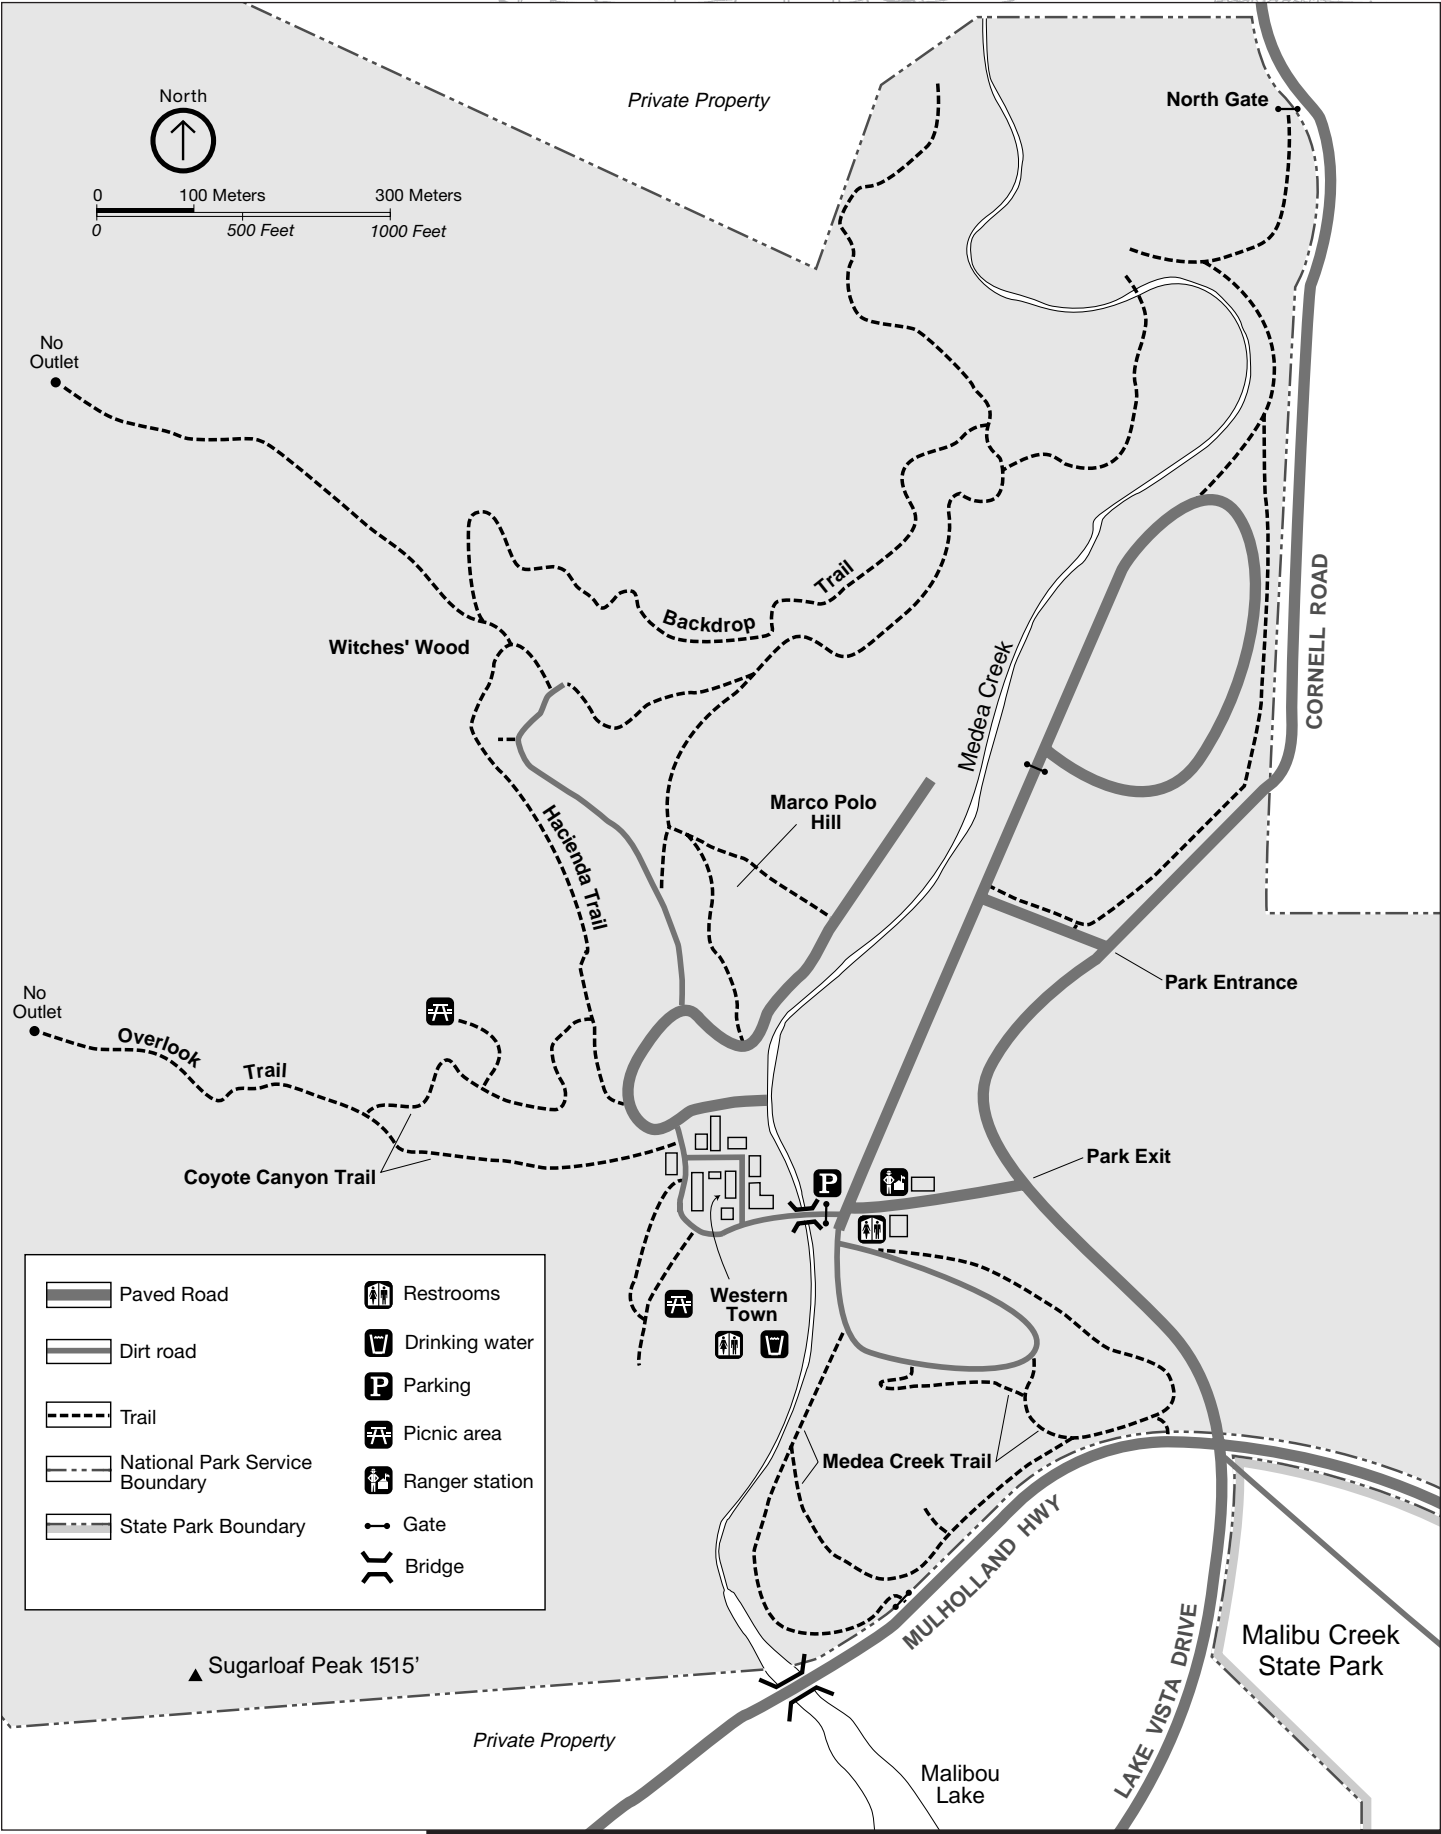 Private Property
North Gate
North
0 100 Meters 300 Meters
0 500 Feet 1000 Feet
No
Outlet
Trail
Backdrop
Witches' Wood
CORNELL ROAD
Medea Creek
Marco Polo
Hill
Hacienda Trail
Park Entrance
No
Outlet
Overlook
Trail
Coyote Canyon Trail
Park Exit
P
Western
Town
Medea Creek Trail
Paved Road
Dirt road
Trail
National Park Service
Boundary
State Park Boundary
Restrooms
Drinking water
P Parking
Picnic area
Ranger station
Gate
Bridge
MULHOLLAND HWY
LAKE VISTA DRIVE
Malibu Creek
State Park
Sugarloaf Peak 1515’
Private Property
Malibou
Lake